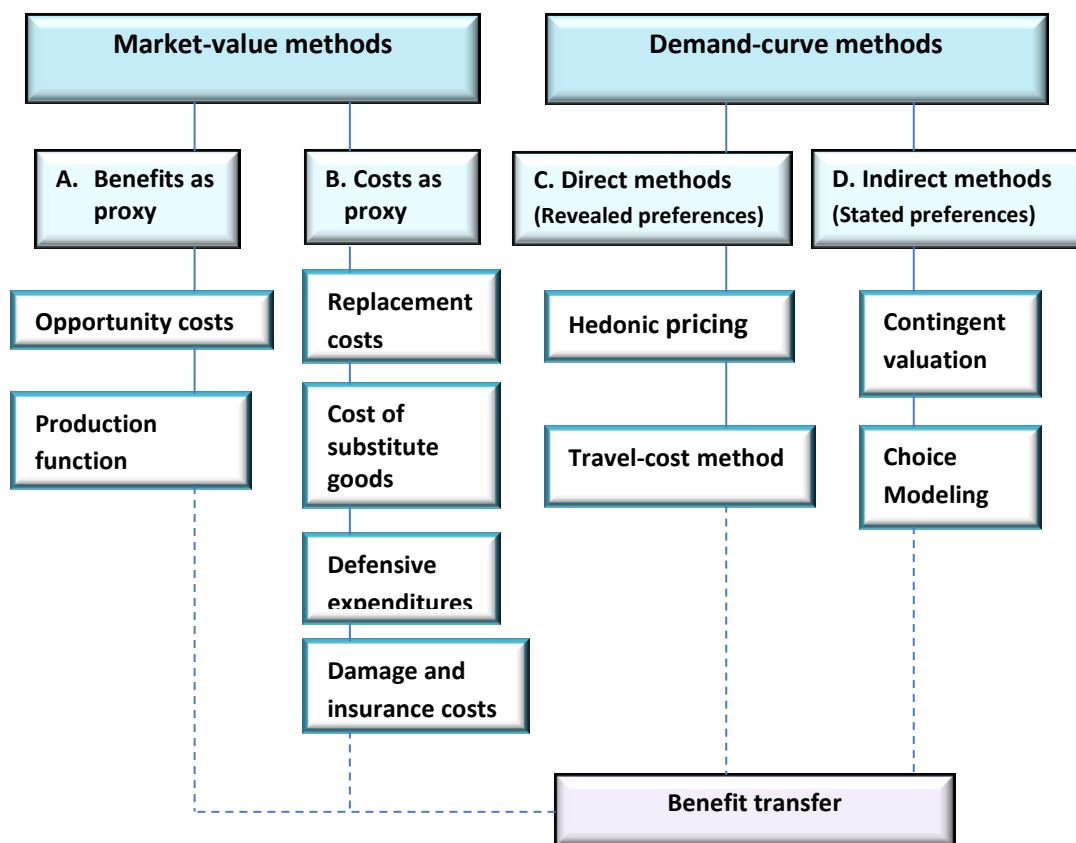 Market-value methods
Demand-curve methods
A. Benefits as
proxy
B. Costs as
proxy
C. Direct methods
(Revealed preferences)
D. Indirect methods
(Stated preferences)
Opportunity costs
Production
function
Replacement
costs
Cost of
substitute
goods
Defensive
expenditures
Damage and
insurance costs
Hedonic pricing
Travel-cost method
Contingent
valuation
Choice
Modeling
Benefit transfer